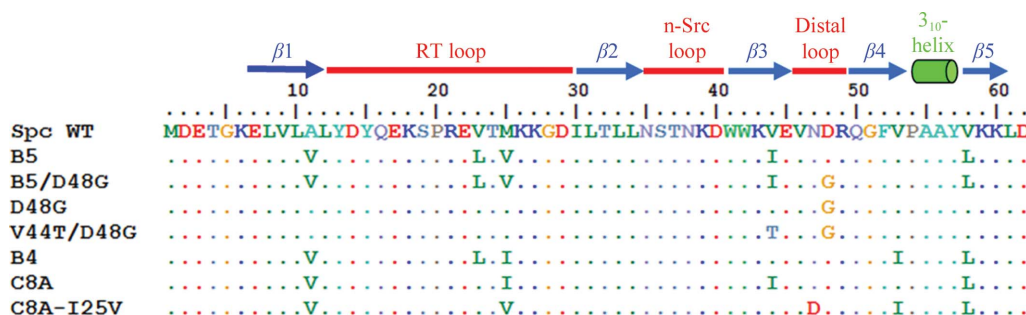 3₁₀-
n-Src Distal helix
β1 RT loop β2 loop β3 loop β4 β5
10 20 30 40 50 60
Spc WT MDETGKELVLALYDYQEKSPREVTMKKGDILTLLNSTNKDWWKVEVNDRQGFVPAAYVKKLD
B5 ..........V...........L.V..................I.............L....
B5/D48G ..........V...........L.V..................I...G.........L....
D48G ...............................................G..............
V44T/D48G ...........................................T...G..............
B4 ..........V...........L.I...........................I....L....
C8A ..........V.............I..................I.............L....
C8A-I25V ..........V.............V.....................D.....I....L....